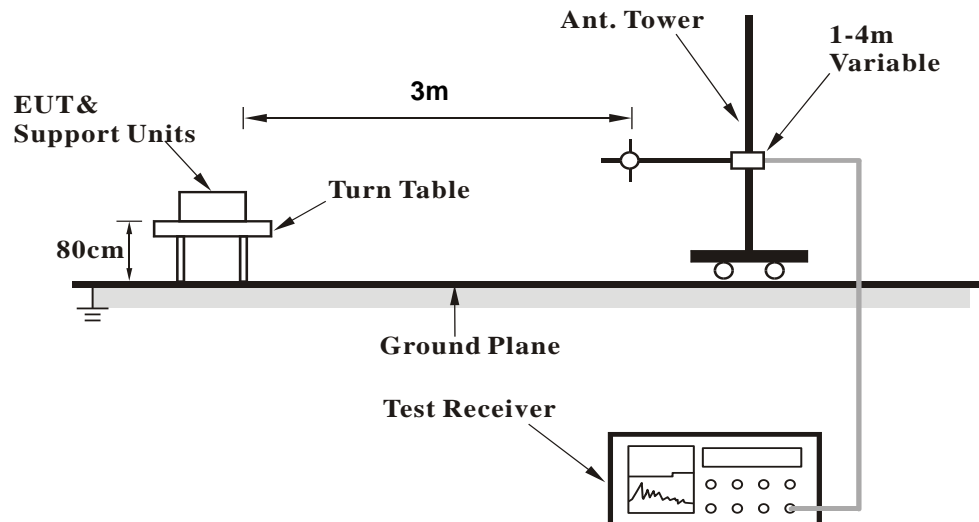 Ant. Tower
1-4m
Variable
3m
EUT&
Support Units
Turn Table
80cm
Ground Plane
Test Receiver